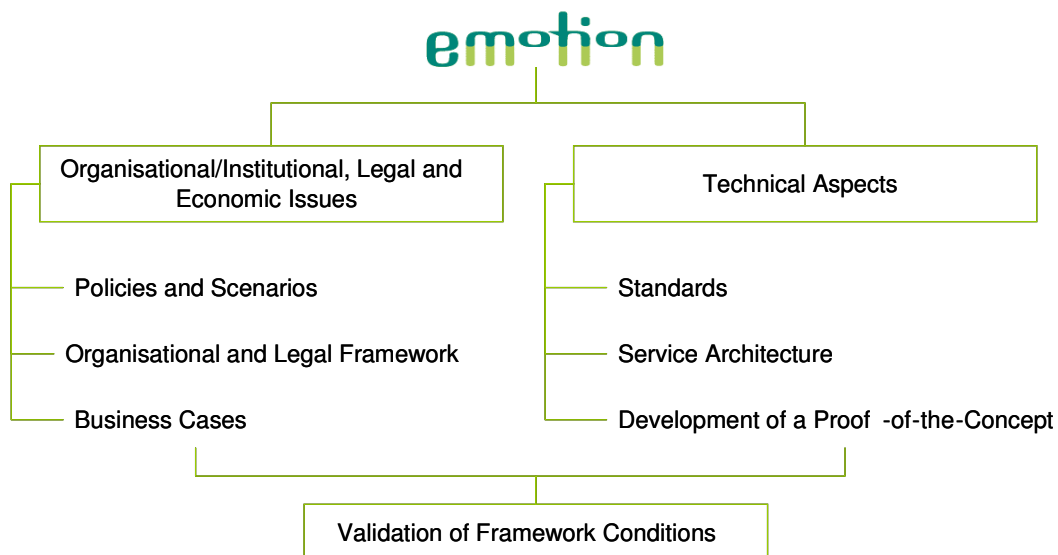 emotion
Organisational/Institutional, Legal and
Economic Issues
Technical Aspects
Policies and Scenarios
Standards
Organisational and Legal Framework
Service Architecture
Business Cases
Development of a Proof -of-the-Concept
Validation of Framework Conditions